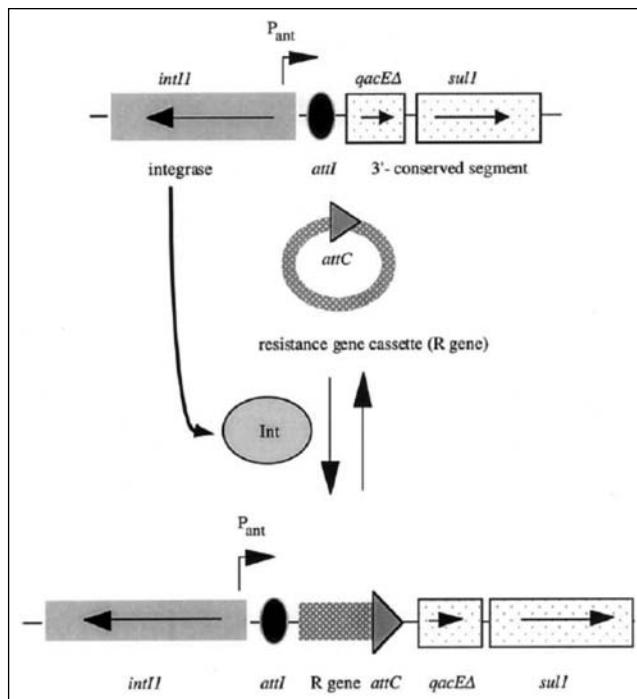 P_ant
intI1 qacEΔ sul1
integrase attI 3'- conserved segment
attC
resistance gene cassette (R gene)
Int
P_ant
intI1 attI R gene attC qacEΔ sul1